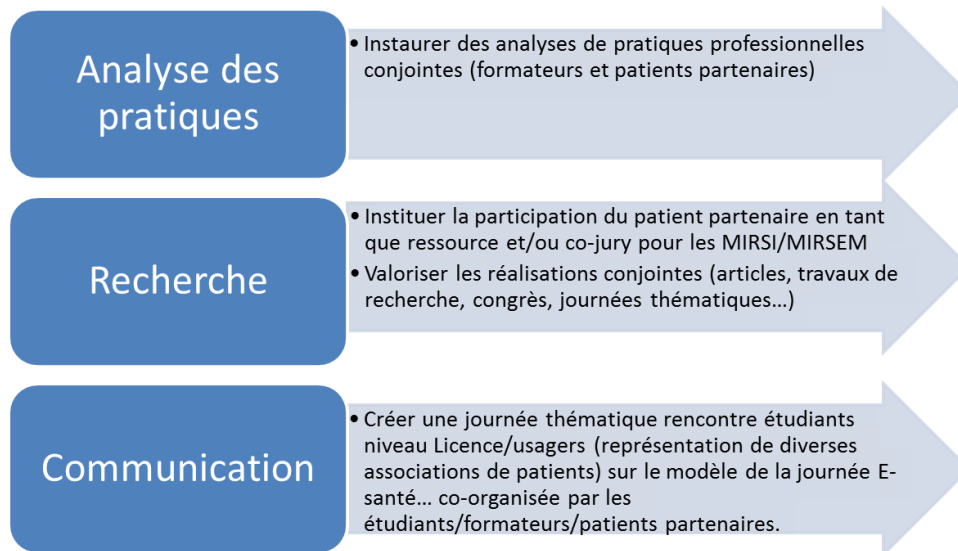 Analyse des
pratiques
• Instaurer des analyses de pratiques professionnelles
conjointes (formateurs et patients partenaires)
Recherche
• Instituer la participation du patient partenaire en tant
que ressource et/ou co-jury pour les MIRSI/MIRSEM
• Valoriser les réalisations conjointes (articles, travaux de
recherche, congrès, journées thématiques…)
Communication
• Créer une journée thématique rencontre étudiants
niveau Licence/usagers (représentation de diverses
associations de patients) sur le modèle de la journée E-
santé… co-organisée par les
étudiants/formateurs/patients partenaires.